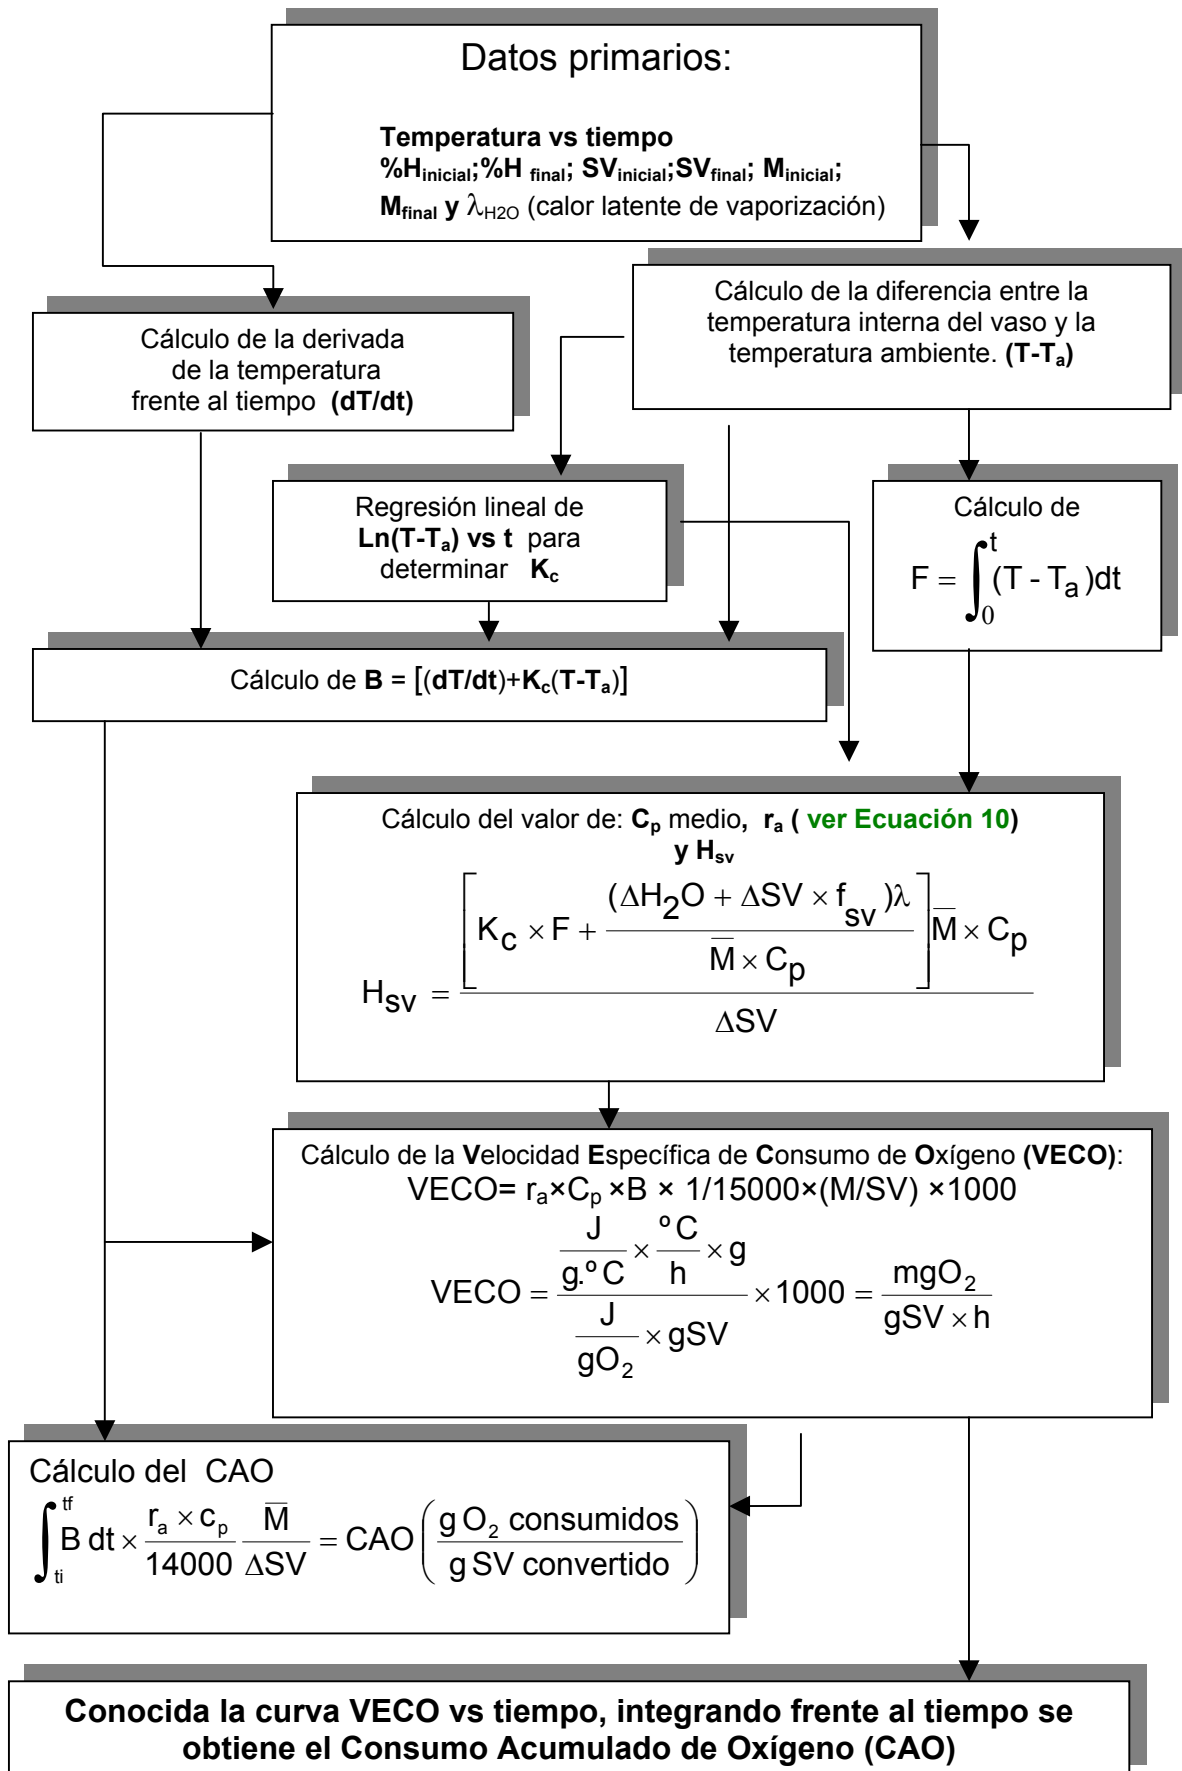 Datos primarios:
Temperatura vs tiempo
%Hinicial;%H final; SVinicial;SVfinal; Minicial;
Mfinal y λH2O (calor latente de vaporización)
Cálculo de la derivada
de la temperatura
frente al tiempo (dT/dt)
Cálculo de la diferencia entre la
temperatura interna del vaso y la
temperatura ambiente. (T-Ta)
Regresión lineal de
Ln(T-Ta) vs t para
determinar Kc
Cálculo de
F = ∫₀ᵗ (T - Ta)dt
Cálculo de B = [(dT/dt)+Kc(T-Ta)]
Cálculo del valor de: Cp medio, ra ( ver Ecuación 10)
y Hsv
Hsv = [Kc × F + (ΔH2O + ΔSV × fsv)λ / M̅ × Cp] M̅ × Cp / ΔSV
Cálculo de la Velocidad Específica de Consumo de Oxígeno (VECO):
VECO= ra×Cp ×B × 1/15000×(M/SV) ×1000
VECO = (J / g.º C × º C / h × g) / (J / gO2 × gSV) × 1000 = mgO2 / gSV × h
Cálculo del CAO
∫ti tf B dt × ra × cp / 14000 M̅ / ΔSV = CAO (g O2 consumidos / g SV convertido)
Conocida la curva VECO vs tiempo, integrando frente al tiempo se
obtiene el Consumo Acumulado de Oxígeno (CAO)